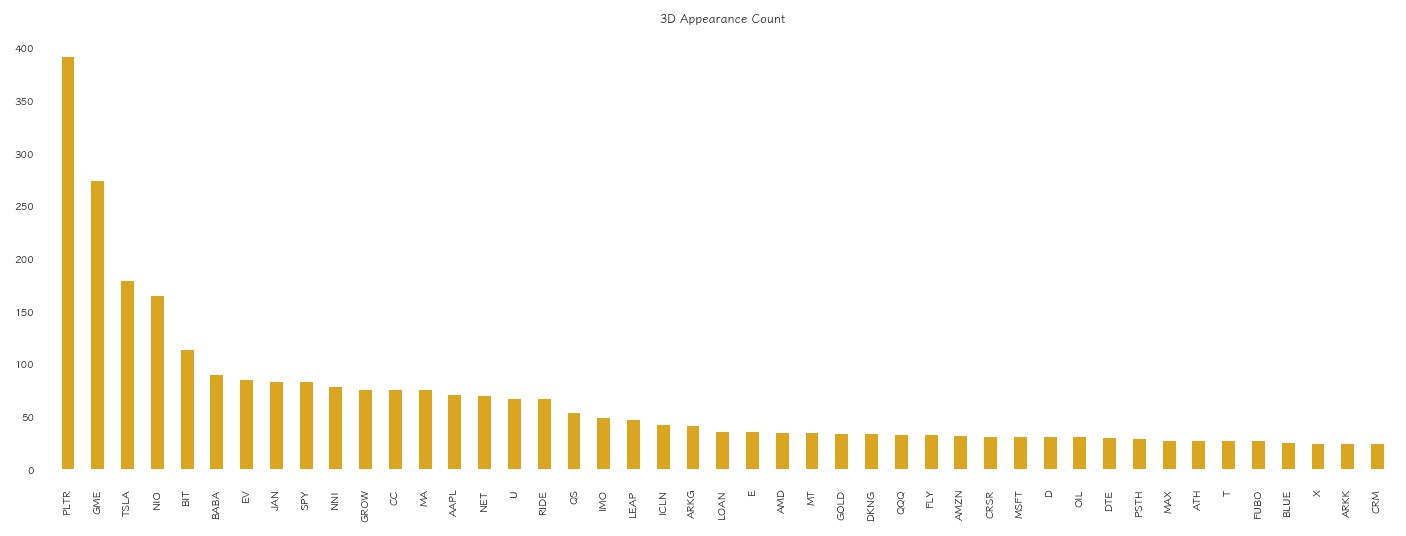 3D Appearance Count
400
350
300
250
200
150
100
50
0
PLTR
GME
TSLA
NIO
BIT
BABA
EV
JAN
SPY
NNI
GROW
CC
MA
AAPL
NET
U
RIDE
QS
IMO
LEAP
ICLN
ARKG
LOAN
E
AMD
MT
GOLD
DKNG
QQQ
FLY
AMZN
CRSR
MSFT
D
OIL
DTE
PSTH
MAX
ATH
T
FUBO
BLUE
X
ARKK
CRM